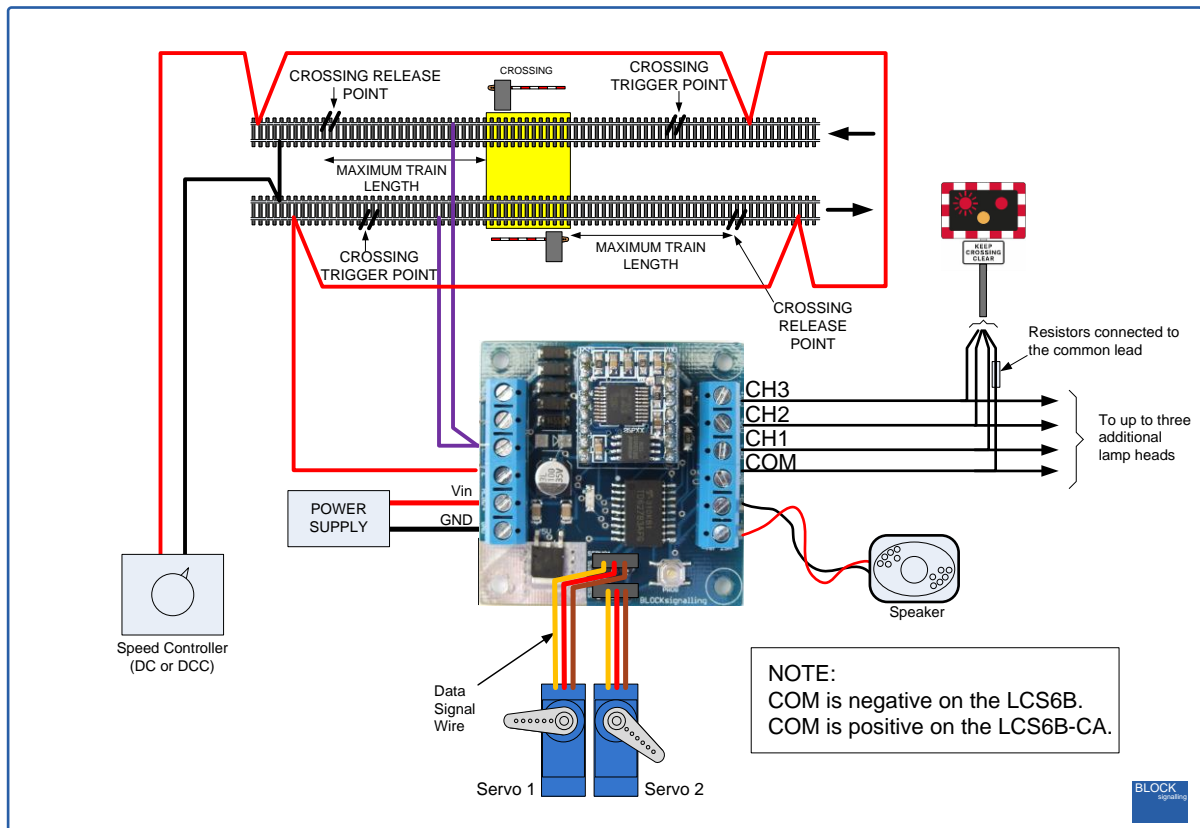 CROSSING RELEASE
POINT
CROSSING
CROSSING
TRIGGER POINT
MAXIMUM TRAIN
LENGTH
CROSSING
TRIGGER POINT
MAXIMUM TRAIN
LENGTH
CROSSING
RELEASE
POINT
KEEP
CROSSING
CLEAR
Resistors connected to
the common lead
CH3
CH2
CH1
COM
To up to three
additional
lamp heads
POWER
SUPPLY
Vin
GND
BLOCKsignalling
Speaker
Speed Controller
(DC or DCC)
Data
Signal
Wire
Servo 1
Servo 2
NOTE:
COM is negative on the LCS6B.
COM is positive on the LCS6B-CA.
BLOCK
signalling